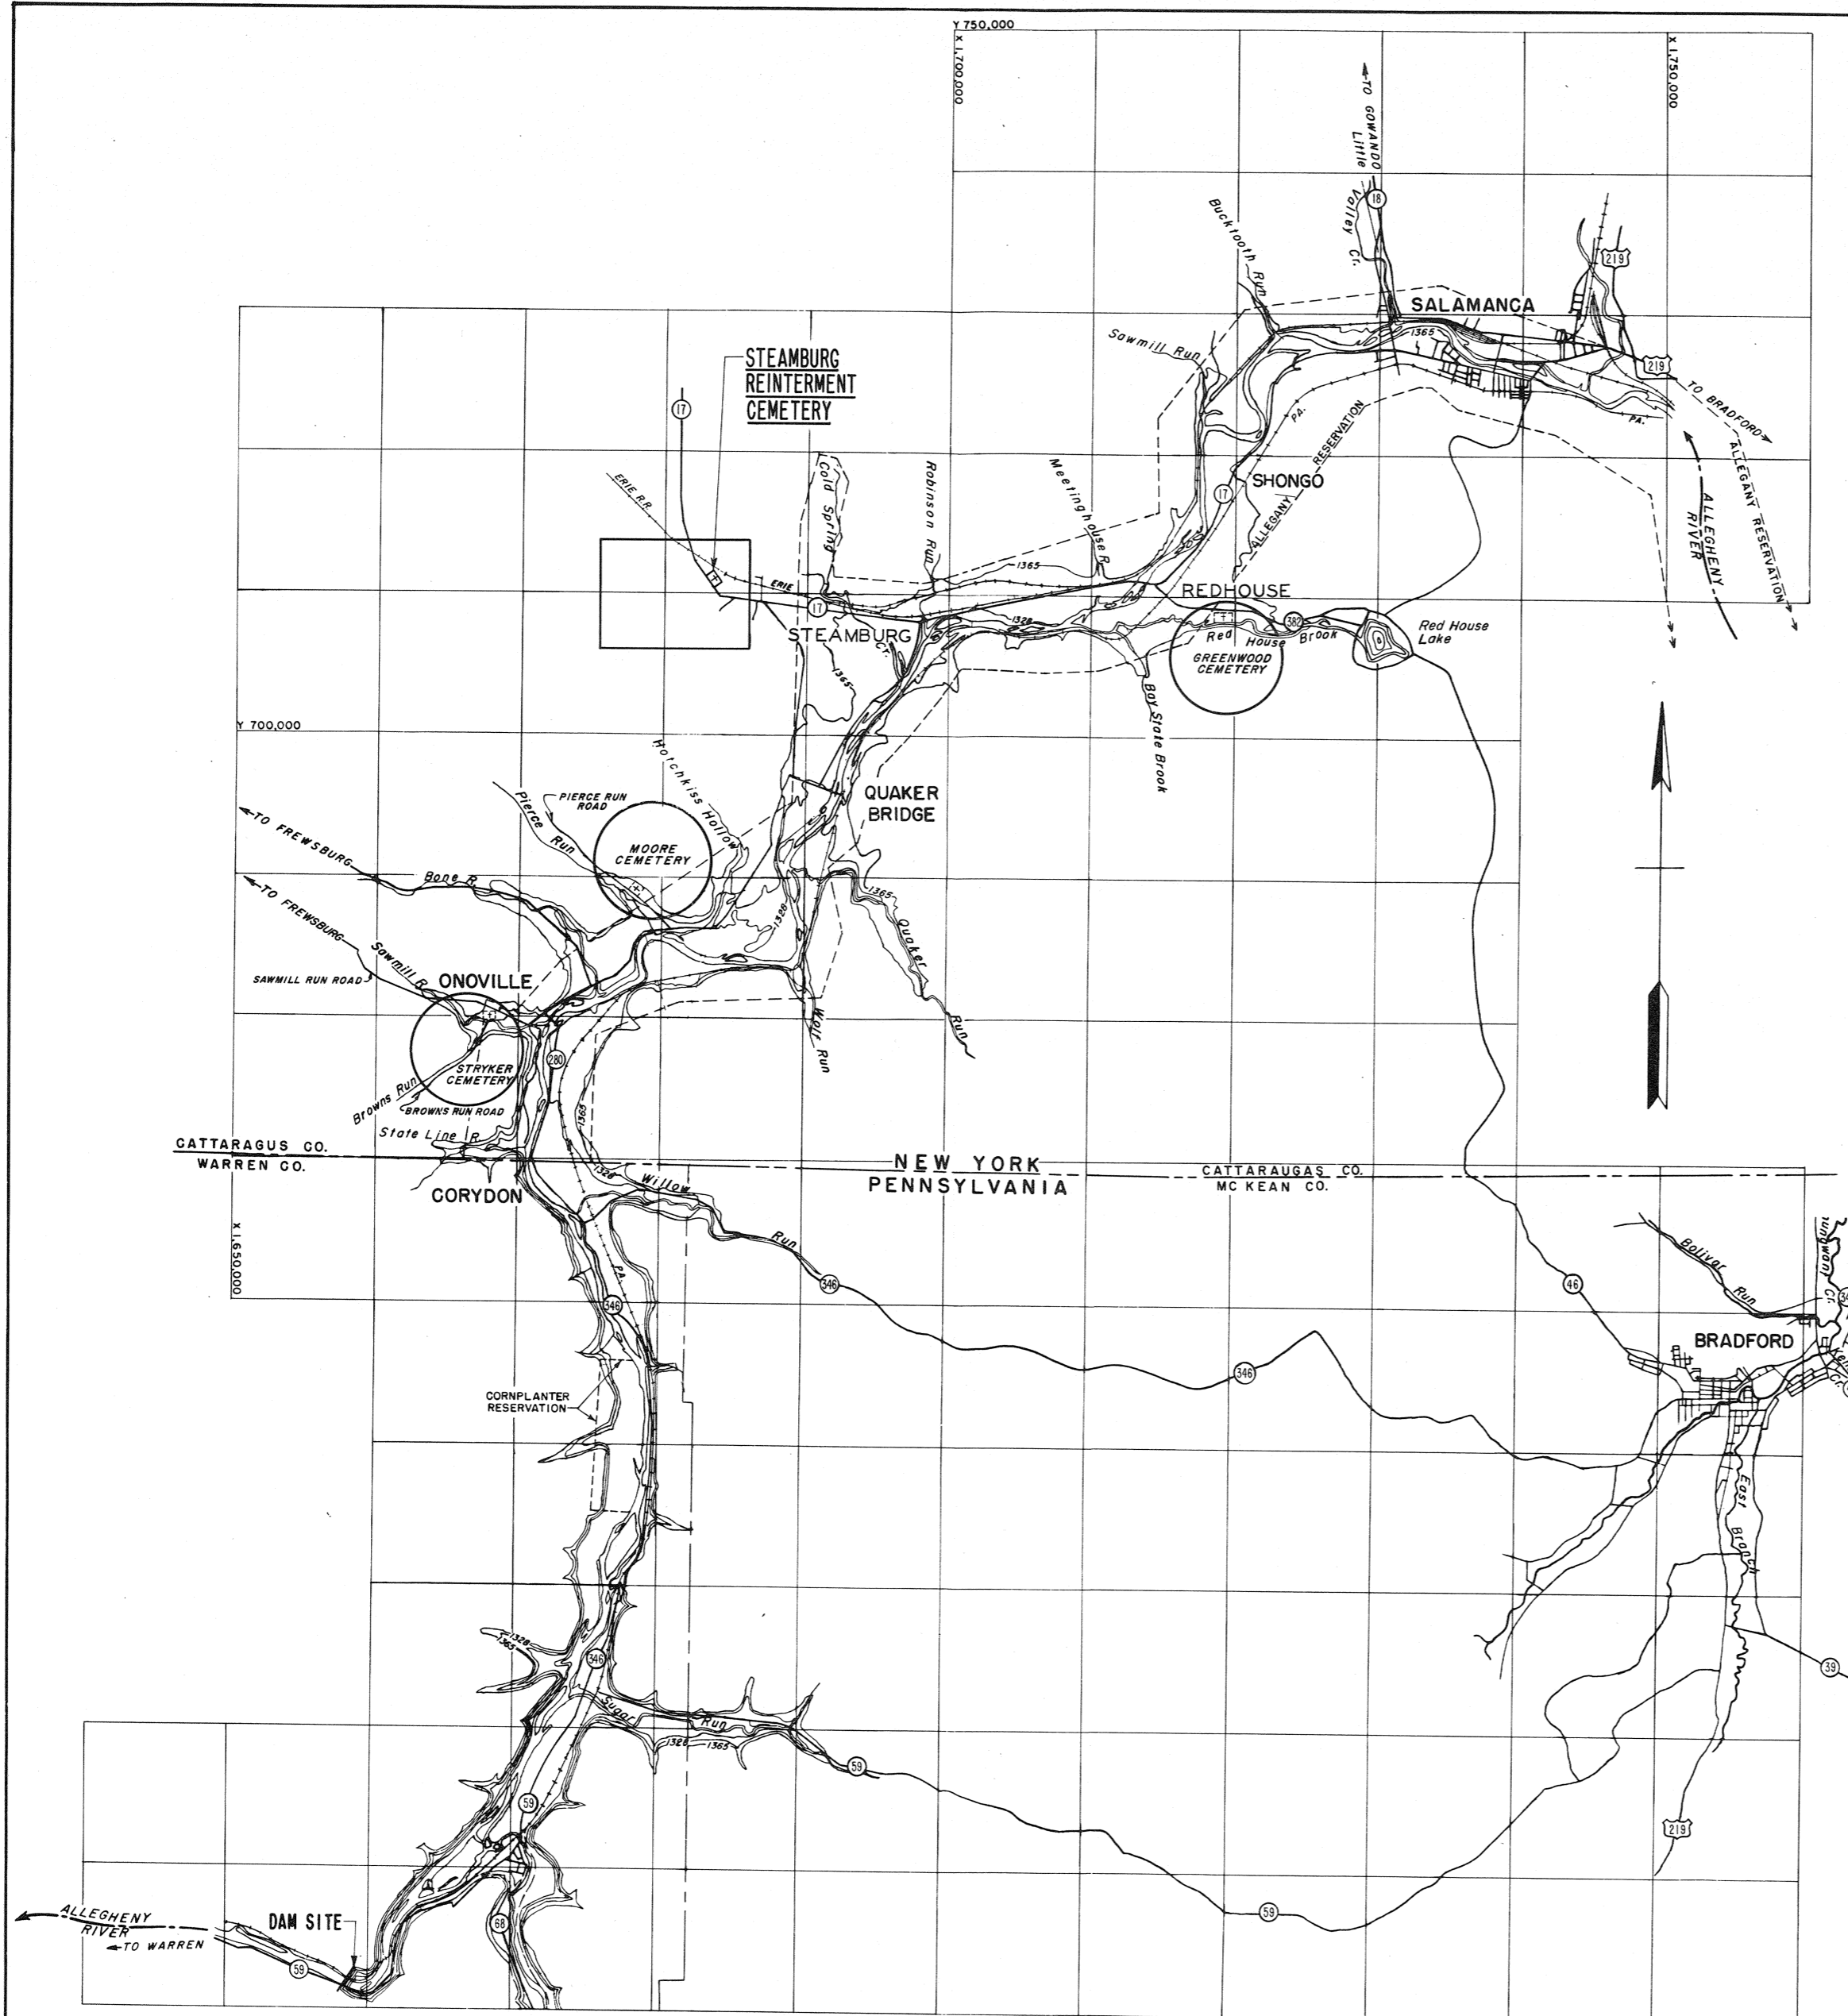 Y 750,000
X 1,700,000
X 1,750,000
TO GOWANDO
Little
Valley Cr.
18
Bucktooth Run
219
SALAMANCA
1365
Sawmill Run
219
TO BRADFORD
PA.
PA.
STEAMBURG
REINTERMENT
CEMETERY
17
ALLEGANY RESERVATION
ALLEGHENY
RIVER
ALLEGANY RESERVATION
ERIE R.R.
Cold Spring
Cr.
Robinson Run
Meetinghouse R.
SHONGO
17
1365
ERIE
17
STEAMBURG
1328
REDHOUSE
382
Red House Brook
Red House
Lake
GREENWOOD
CEMETERY
1365
Bay State Brook
Y 700,000
Hotchkiss Hollow
QUAKER
BRIDGE
PIERCE RUN
ROAD
Pierce Run
MOORE
CEMETERY
TO FREWSBURG
Bone R.
TO FREWSBURG
1328
1365
Quaker Run
Sawmill R.
SAWMILL RUN ROAD
ONOVILLE
Wolf Run
STRYKER
CEMETERY
280
Browns Run
BROWNS RUN ROAD
1365
State Line R.
CATTARAGUS CO.
WARREN CO.
NEW YORK
PENNSYLVANIA
CATTARAUGAS CO.
MC KEAN CO.
CORYDON
1328
Willow Run
X 1,650,000
PA.
346
346
346
46
Bolivar Run
ungwant Cr.
BRADFORD
CORNPLANTER
RESERVATION
East Branch
1328
1365
346
39
Sugar Run
1328
1365
59
59
219
59
68
ALLEGHENY
RIVER
TO WARREN
DAM SITE
59